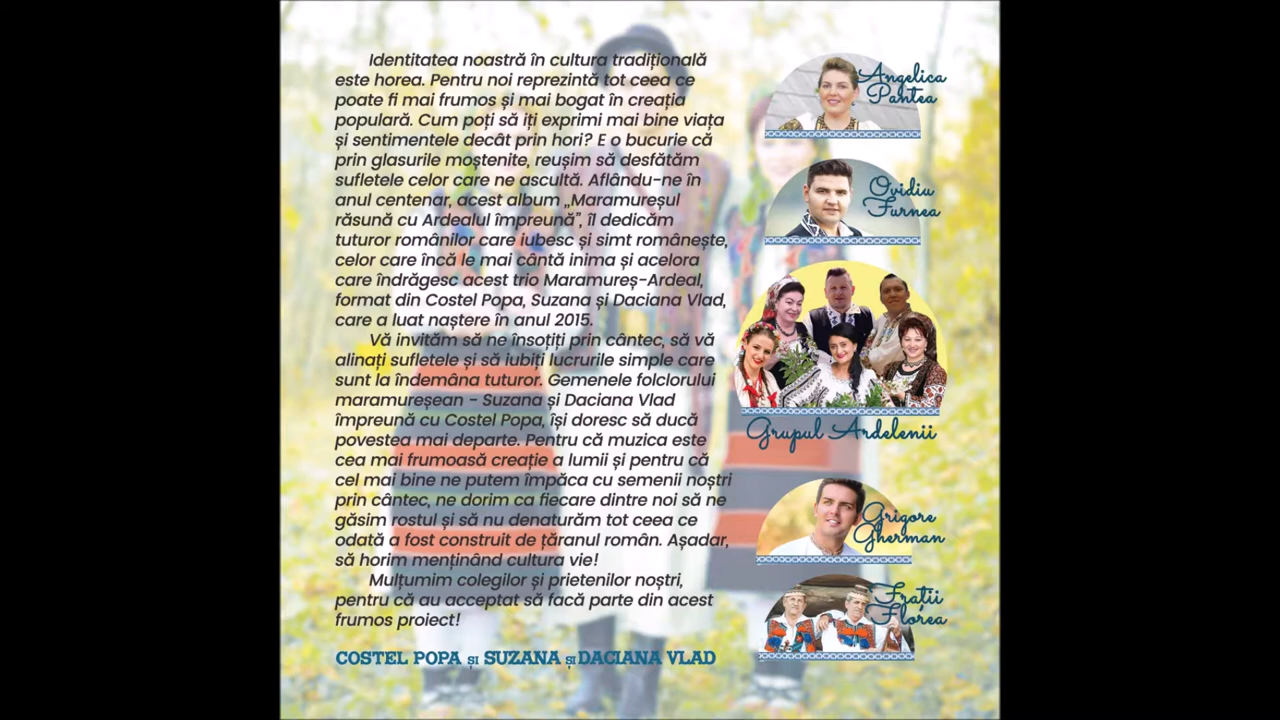 Identitatea noastră în cultura tradițională
este horea. Pentru noi reprezintă tot ceea ce
poate fi mai frumos și mai bogat în creația
populară. Cum poți să iți exprimi mai bine viața
și sentimentele decât prin hori? E o bucurie că
prin glasurile moștenite, reușim să desfătăm
sufletele celor care ne ascultă. Aflându-ne în
anul centenar, acest album „Maramureșul
răsună cu Ardealul împreună", îl dedicăm
tuturor românilor care iubesc și simt românește,
celor care încă le mai cântă inima și acelora
care îndrăgesc acest trio Maramureș-Ardeal,
format din Costel Popa, Suzana și Daciana Vlad,
care a luat naștere în anul 2015.
Vă invităm să ne însoțiți prin cântec, să vă
alinați sufletele și să iubiți lucrurile simple care
sunt la îndemâna tuturor. Gemenele folclorului
maramureșean - Suzana și Daciana Vlad
împreună cu Costel Popa, își doresc să ducă
povestea mai departe. Pentru că muzica este
cea mai frumoasă creație a lumii și pentru că
cel mai bine ne putem împăca cu semenii noștri
prin cântec, ne dorim ca fiecare dintre noi să ne
găsim rostul și să nu denaturăm tot ceea ce
odată a fost construit de țăranul român. Așadar,
să horim menținând cultura vie!
Mulțumim colegilor și prietenilor noștri,
pentru că au acceptat să facă parte din acest
frumos proiect!
COSTEL POPA și SUZANA și DACIANA VLAD
Angelica
Pantea
Ovidiu
Furnea
Grupul Ardelenii
Grigore
Gherman
Frații
Florea